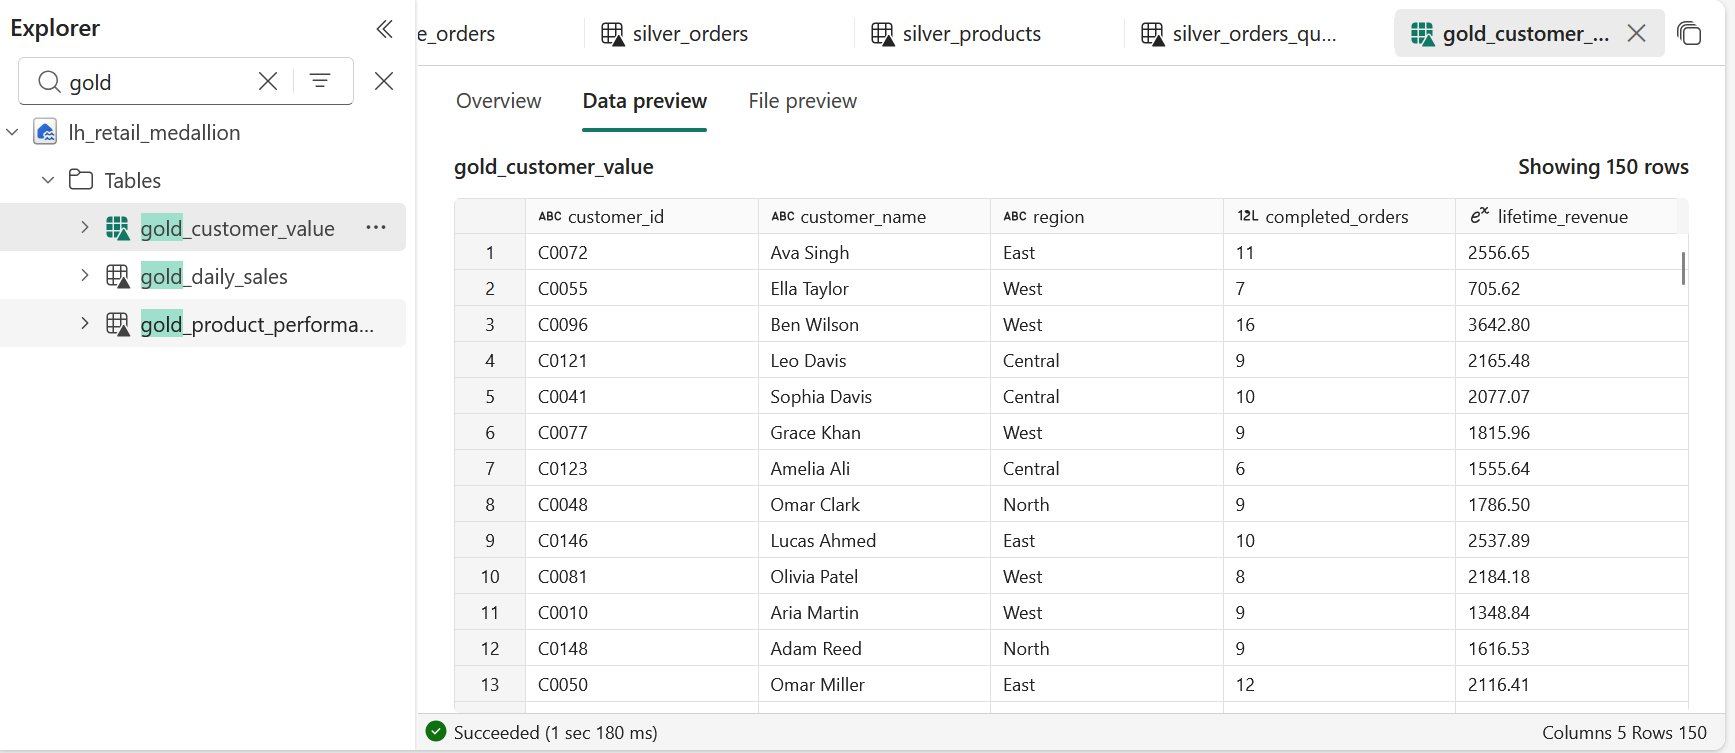 Explorer
gold
lh_retail_medallion
Tables
gold_customer_value
gold_daily_sales
gold_product_performa...
e_orders silver_orders silver_products silver_orders_qu... gold_customer_...
Overview Data preview File preview
gold_customer_value Showing 150 rows
ABC customer_id ABC customer_name ABC region 12L completed_orders eˣ lifetime_revenue
1 C0072 Ava Singh East 11 2556.65
2 C0055 Ella Taylor West 7 705.62
3 C0096 Ben Wilson West 16 3642.80
4 C0121 Leo Davis Central 9 2165.48
5 C0041 Sophia Davis Central 10 2077.07
6 C0077 Grace Khan West 9 1815.96
7 C0123 Amelia Ali Central 6 1555.64
8 C0048 Omar Clark North 9 1786.50
9 C0146 Lucas Ahmed East 10 2537.89
10 C0081 Olivia Patel West 8 2184.18
11 C0010 Aria Martin West 9 1348.84
12 C0148 Adam Reed North 9 1616.53
13 C0050 Omar Miller East 12 2116.41
Succeeded (1 sec 180 ms) Columns 5 Rows 150